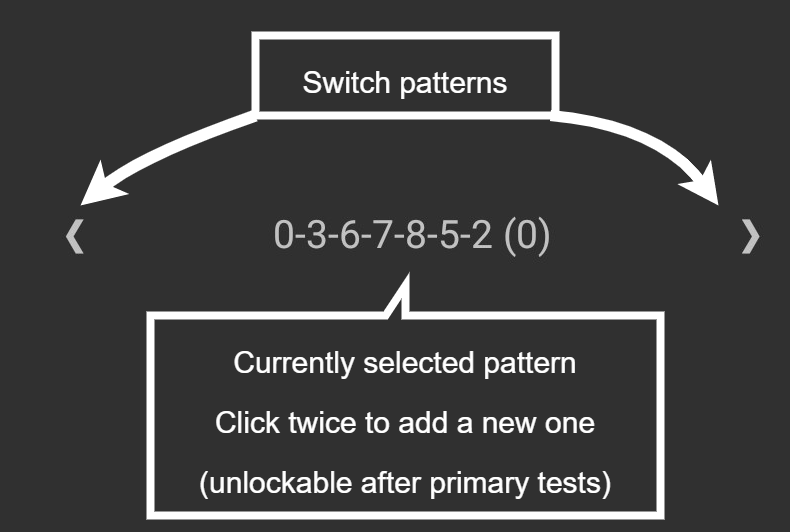 Switch patterns
❮ 0-3-6-7-8-5-2 (0) ❯
Currently selected pattern
Click twice to add a new one
(unlockable after primary tests)